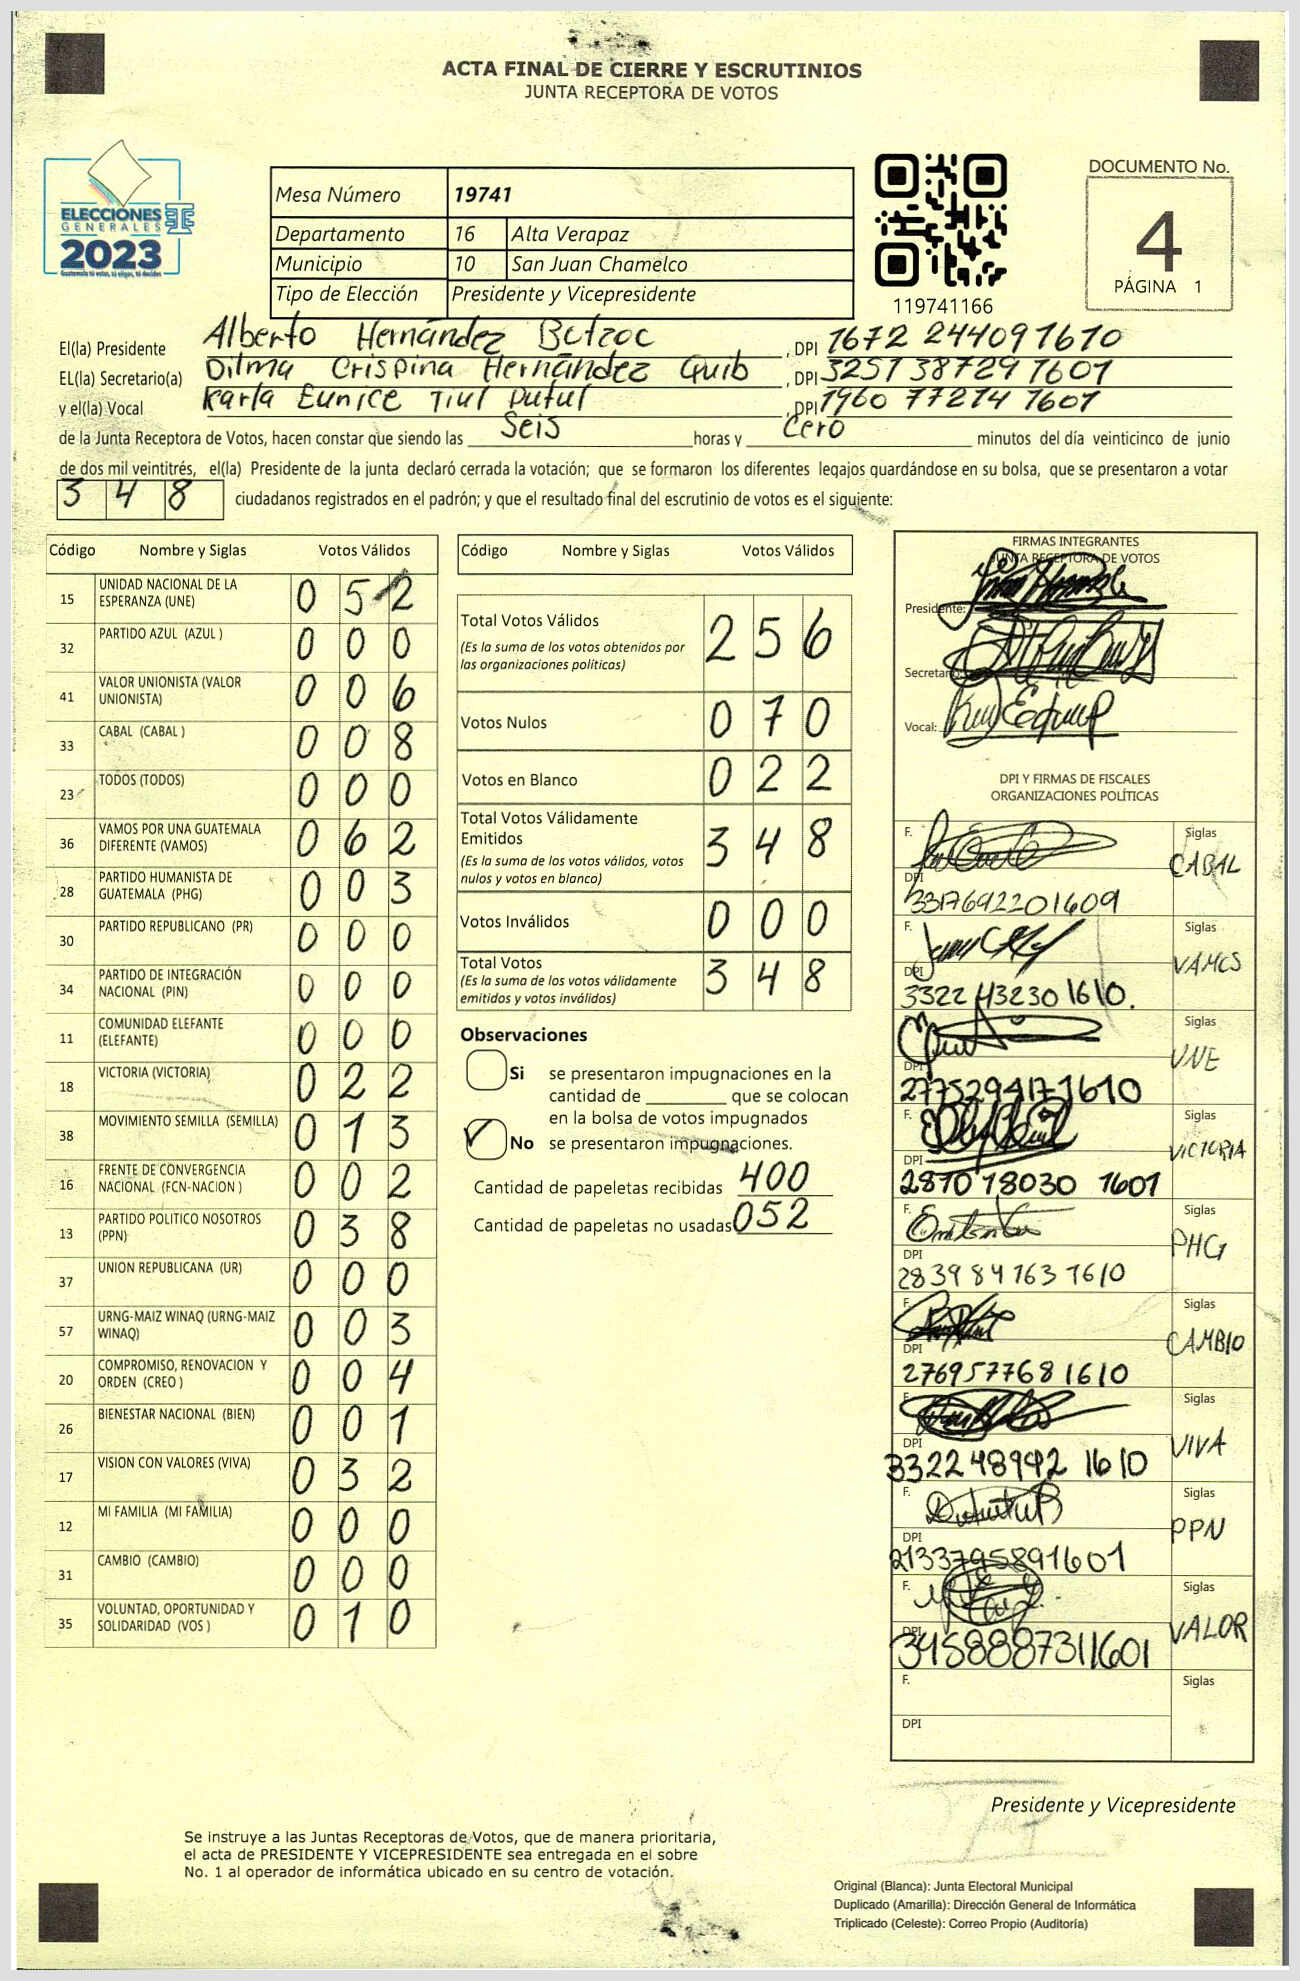 ACTA FINAL DE CIERRE Y ESCRUTINIOS
JUNTA RECEPTORA DE VOTOS
ELECCIONES
GENERALES
2023
Guatemala tú votas, tú eliges, tú decides
Mesa Número 19741
Departamento 16 Alta Verapaz
Municipio 10 San Juan Chamelco
Tipo de Elección Presidente y Vicepresidente
119741166
DOCUMENTO No.
4
PÁGINA 1
El(la) Presidente Alberto Hernández Botzoc, DPI 1672 24409 1610
EL(la) Secretario(a) Dilma Crispina Hernández Quib, DPI 3251 38729 1601
y el(la) Vocal Karla Eunice Tiul Putul, DPI 1960 77214 1601
de la Junta Receptora de Votos, hacen constar que siendo las Seis horas y Cero minutos del día veinticinco de junio
de dos mil veintitrés, el(la) Presidente de la junta declaró cerrada la votación; que se formaron los diferentes legajos guardándose en su bolsa, que se presentaron a votar
3 4 8 ciudadanos registrados en el padrón; y que el resultado final del escrutinio de votos es el siguiente:
Código Nombre y Siglas Votos Válidos
15 UNIDAD NACIONAL DE LA ESPERANZA (UNE) 0 5 2
32 PARTIDO AZUL (AZUL ) 0 0 0
41 VALOR UNIONISTA (VALOR UNIONISTA) 0 0 6
33 CABAL (CABAL ) 0 0 8
23 TODOS (TODOS) 0 0 0
36 VAMOS POR UNA GUATEMALA DIFERENTE (VAMOS) 0 6 2
28 PARTIDO HUMANISTA DE GUATEMALA (PHG) 0 0 3
30 PARTIDO REPUBLICANO (PR) 0 0 0
34 PARTIDO DE INTEGRACIÓN NACIONAL (PIN) 0 0 0
11 COMUNIDAD ELEFANTE (ELEFANTE) 0 0 0
18 VICTORIA (VICTORIA) 0 2 2
38 MOVIMIENTO SEMILLA (SEMILLA) 0 1 3
16 FRENTE DE CONVERGENCIA NACIONAL (FCN-NACION ) 0 0 2
13 PARTIDO POLITICO NOSOTROS (PPN) 0 3 8
37 UNION REPUBLICANA (UR) 0 0 0
57 URNG-MAIZ WINAQ (URNG-MAIZ WINAQ) 0 0 3
20 COMPROMISO, RENOVACION Y ORDEN (CREO ) 0 0 4
26 BIENESTAR NACIONAL (BIEN) 0 0 1
17 VISION CON VALORES (VIVA) 0 3 2
12 MI FAMILIA (MI FAMILIA) 0 0 0
31 CAMBIO (CAMBIO) 0 0 0
35 VOLUNTAD, OPORTUNIDAD Y SOLIDARIDAD (VOS ) 0 1 0
Código Nombre y Siglas Votos Válidos
Total Votos Válidos 2 5 6
(Es la suma de los votos obtenidos por
las organizaciones políticas)
Votos Nulos 0 7 0
Votos en Blanco 0 2 2
Total Votos Válidamente
Emitidos 3 4 8
(Es la suma de los votos válidos, votos
nulos y votos en blanco)
Votos Inválidos 0 0 0
Total Votos 3 4 8
(Es la suma de los votos válidamente
emitidos y votos inválidos)
Observaciones
Si se presentaron impugnaciones en la
cantidad de ________ que se colocan
en la bolsa de votos impugnados
✓ No se presentaron impugnaciones.
Cantidad de papeletas recibidas 400
Cantidad de papeletas no usadas 052
FIRMAS INTEGRANTES
JUNTA RECEPTORA DE VOTOS
Presidente:
Secretario:
Vocal:
DPI Y FIRMAS DE FISCALES
ORGANIZACIONES POLÍTICAS
F. Siglas CABAL
DPI 3317692201609
F. Siglas VAMOS
DPI 3322 43230 1610.
F. Siglas UNE
DPI 2775294171610
F. Siglas VICTORIA
DPI 2870 18030 1601
F. Siglas PHG
DPI 2839 84763 1610
F. Siglas CAMBIO
DPI 2769577681610
F. Siglas VIVA
DPI 3322 48942 1610
F. Siglas PPN
DPI 2133795891601
F. Siglas VALOR
DPI 3458887311601
F. Siglas
DPI
Presidente y Vicepresidente
Se instruye a las Juntas Receptoras de Votos, que de manera prioritaria,
el acta de PRESIDENTE Y VICEPRESIDENTE sea entregada en el sobre
No. 1 al operador de informática ubicado en su centro de votación.
Original (Blanca): Junta Electoral Municipal
Duplicado (Amarilla): Dirección General de Informática
Triplicado (Celeste): Correo Propio (Auditoría)